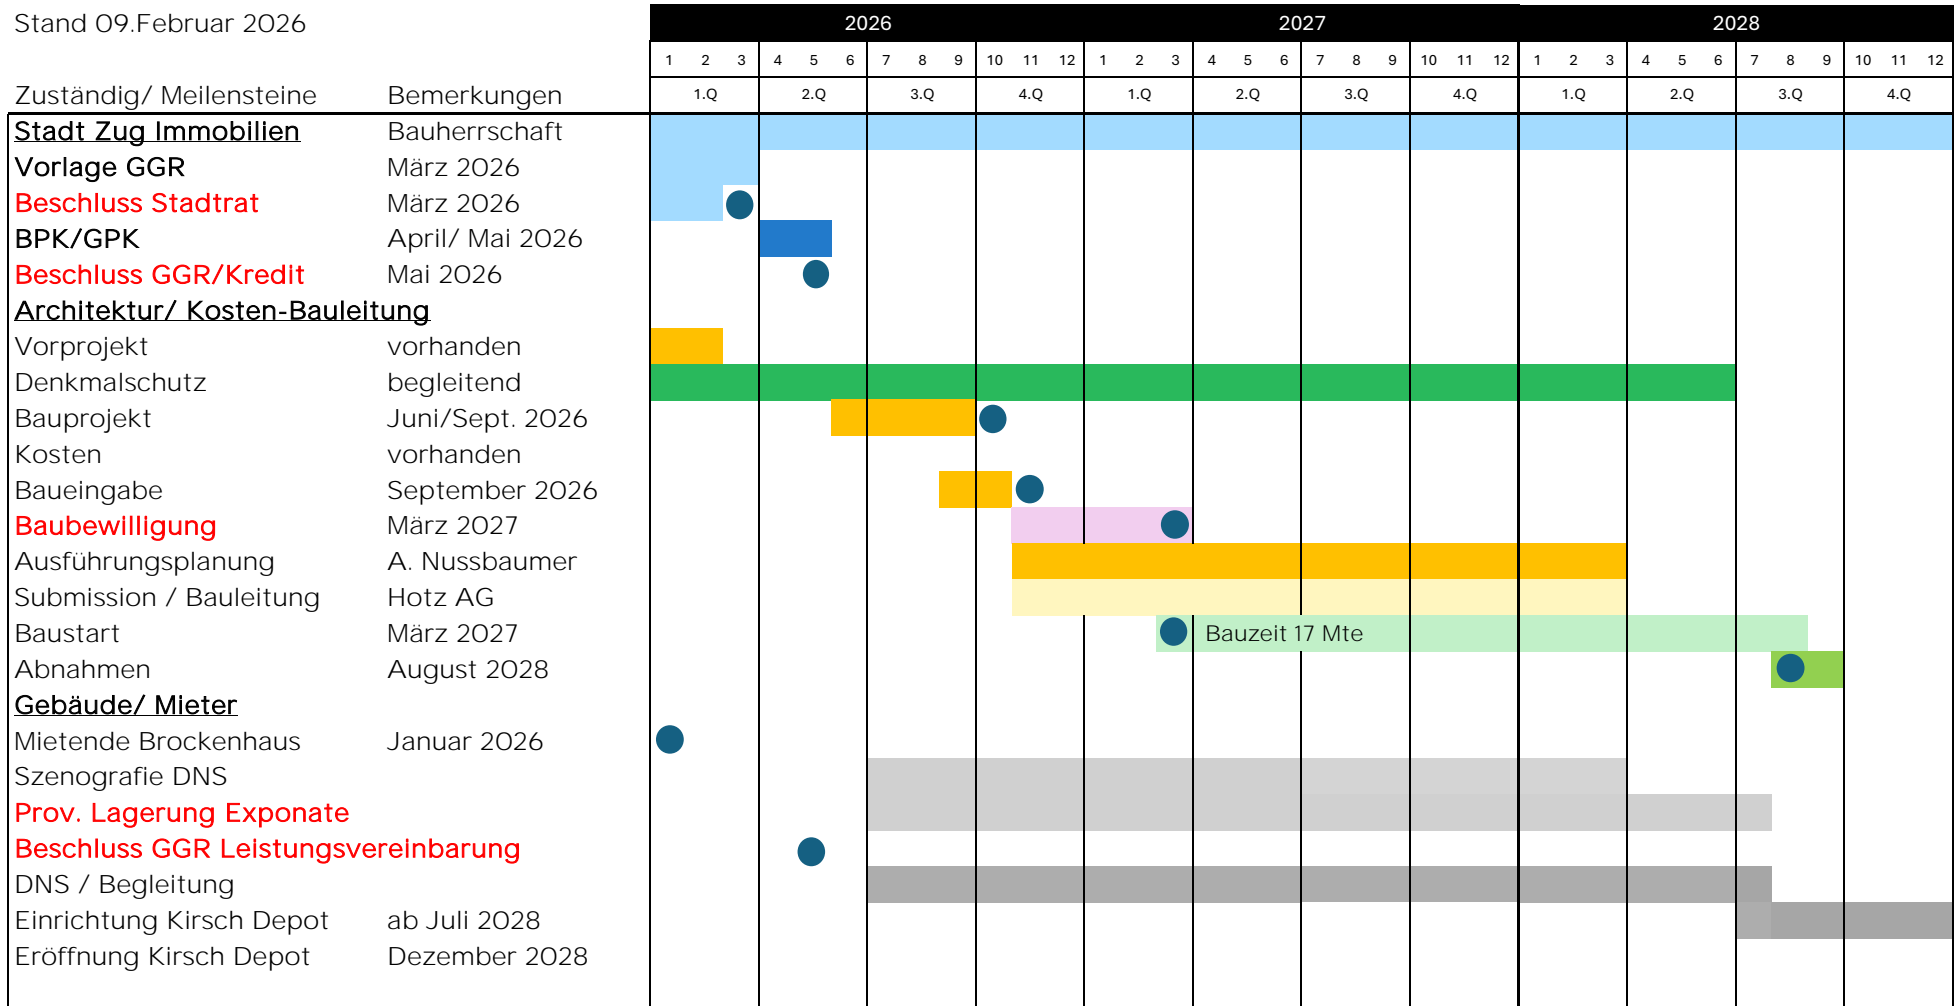 Stand 09.Februar 2026
2026 2027 2028
1 2 3 4 5 6 7 8 9 10 11 12 1 2 3 4 5 6 7 8 9 10 11 12 1 2 3 4 5 6 7 8 9 10 11 12
Zuständig/ Meilensteine Bemerkungen 1.Q 2.Q 3.Q 4.Q 1.Q 2.Q 3.Q 4.Q 1.Q 2.Q 3.Q 4.Q
Stadt Zug Immobilien Bauherrschaft
Vorlage GGR März 2026
Beschluss Stadtrat März 2026
BPK/GPK April/ Mai 2026
Beschluss GGR/Kredit Mai 2026
Architektur/ Kosten-Bauleitung
Vorprojekt vorhanden
Denkmalschutz begleitend
Bauprojekt Juni/Sept. 2026
Kosten vorhanden
Baueingabe September 2026
Baubewilligung März 2027
Ausführungsplanung A. Nussbaumer
Submission / Bauleitung Hotz AG
Baustart März 2027 Bauzeit 17 Mte
Abnahmen August 2028
Gebäude/ Mieter
Mietende Brockenhaus Januar 2026
Szenografie DNS
Prov. Lagerung Exponate
Beschluss GGR Leistungsvereinbarung
DNS / Begleitung
Einrichtung Kirsch Depot ab Juli 2028
Eröffnung Kirsch Depot Dezember 2028